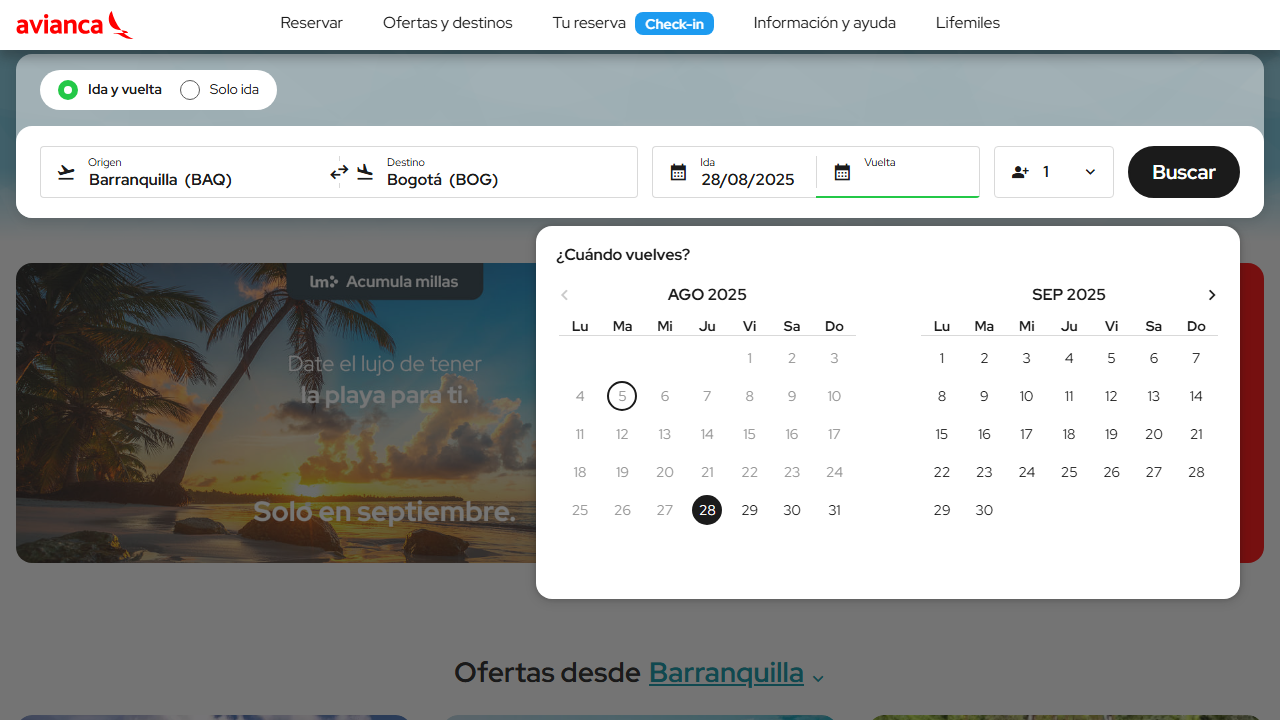 avianca
Reservar
Ofertas y destinos
Tu reserva
Check-in
Información y ayuda
Lifemiles
Ida y vuelta
Solo ida
Origen
Barranquilla (BAQ)
Destino
Bogotá (BOG)
Ida
28/08/2025
Vuelta
1
Buscar
lm Acumula millas
Date el lujo de tener
la playa para ti.
Solo en septiembre.
¿Cuándo vuelves?
AGO 2025
Lu Ma Mi Ju Vi Sa Do
1 2 3
4 5 6 7 8 9 10
11 12 13 14 15 16 17
18 19 20 21 22 23 24
25 26 27 28 29 30 31
SEP 2025
Lu Ma Mi Ju Vi Sa Do
1 2 3 4 5 6 7
8 9 10 11 12 13 14
15 16 17 18 19 20 21
22 23 24 25 26 27 28
29 30
Ofertas desde Barranquilla